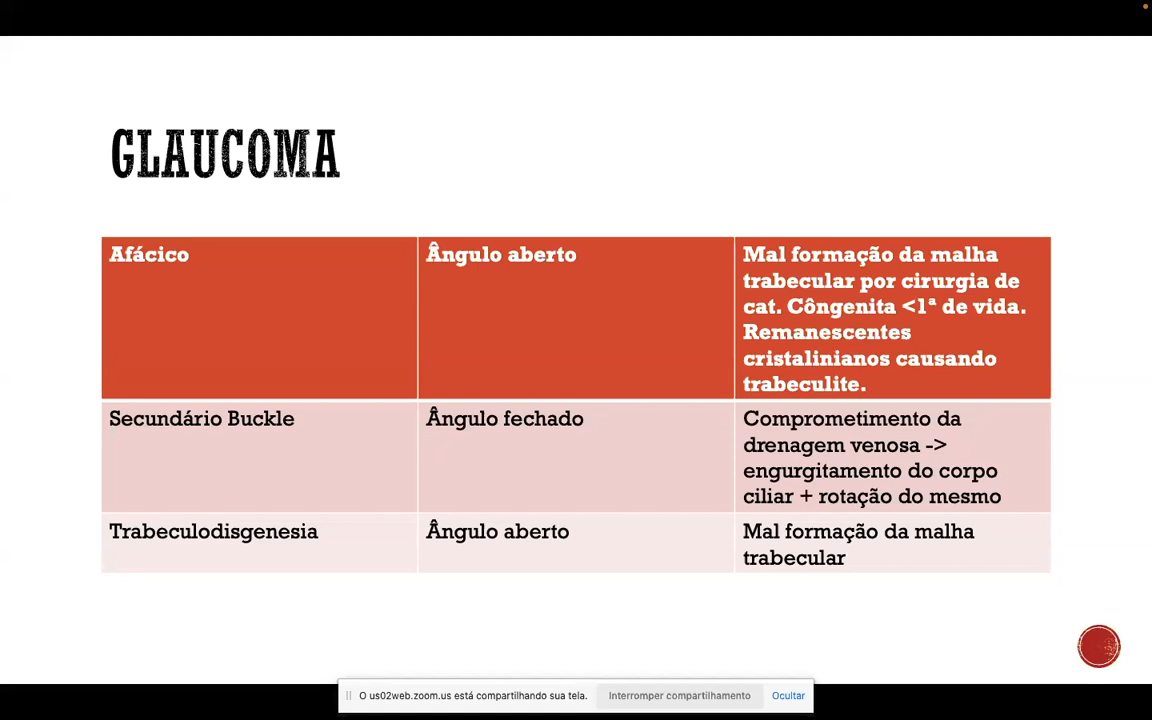 GLAUCOMA
Afácico
Ângulo aberto
Mal formação da malha
trabecular por cirurgia de
cat. Côngenita <1ª de vida.
Remanescentes
cristalinianos causando
trabeculite.
Secundário Buckle
Ângulo fechado
Comprometimento da
drenagem venosa ->
engurgitamento do corpo
ciliar + rotação do mesmo
Trabeculodisgenesia
Ângulo aberto
Mal formação da malha
trabecular
O us02web.zoom.us está compartilhando sua tela.
Interromper compartilhamento
Ocultar